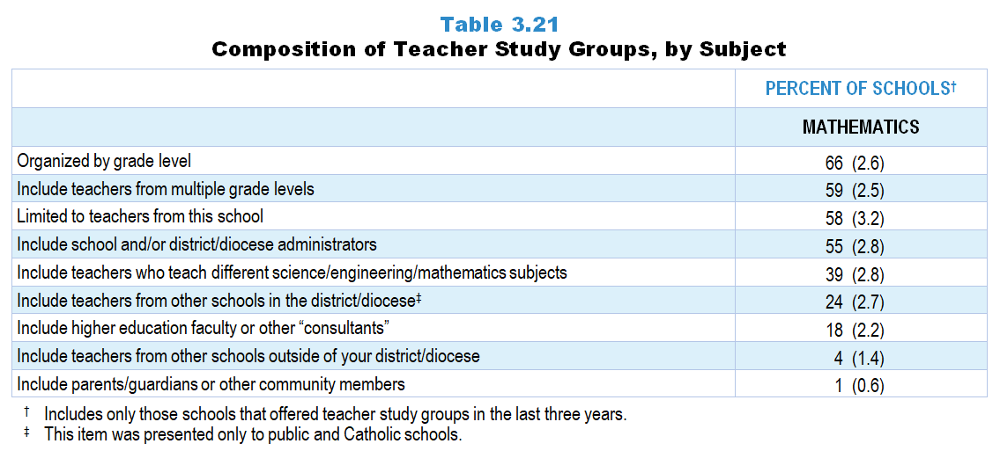 Table 3.21
Composition of Teacher Study Groups, by Subject
PERCENT OF SCHOOLS†
MATHEMATICS
Organized by grade level 66 (2.6)
Include teachers from multiple grade levels 59 (2.5)
Limited to teachers from this school 58 (3.2)
Include school and/or district/diocese administrators 55 (2.8)
Include teachers who teach different science/engineering/mathematics subjects 39 (2.8)
Include teachers from other schools in the district/diocese‡ 24 (2.7)
Include higher education faculty or other “consultants” 18 (2.2)
Include teachers from other schools outside of your district/diocese 4 (1.4)
Include parents/guardians or other community members 1 (0.6)
† Includes only those schools that offered teacher study groups in the last three years.
‡ This item was presented only to public and Catholic schools.